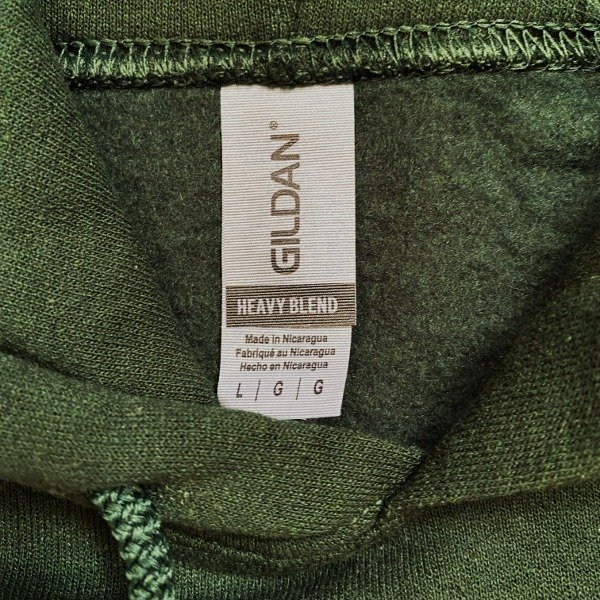 GILDAN®
HEAVY BLEND
Made in Nicaragua
Fabriqué au Nicaragua
Hecho en Nicaragua
L / G / G